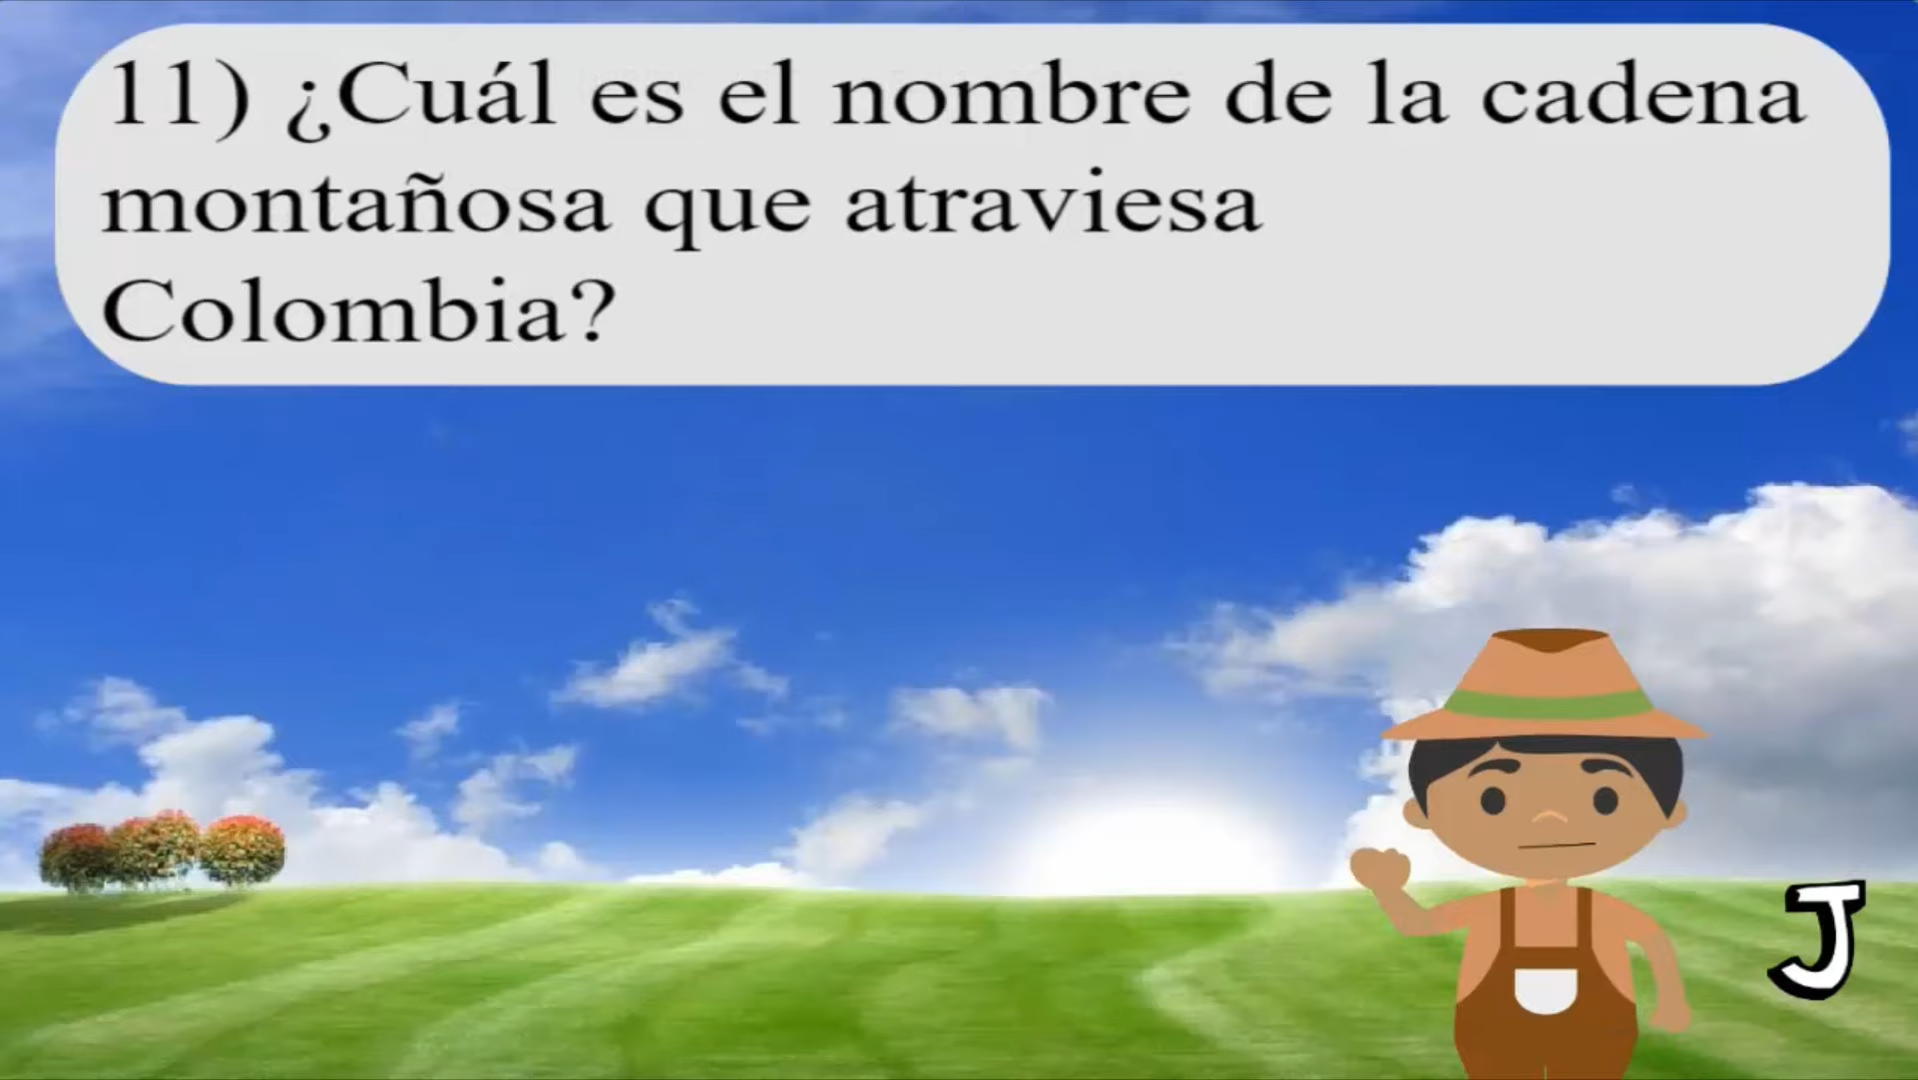 11) ¿Cuál es el nombre de la cadena
montañosa que atraviesa
Colombia?
J